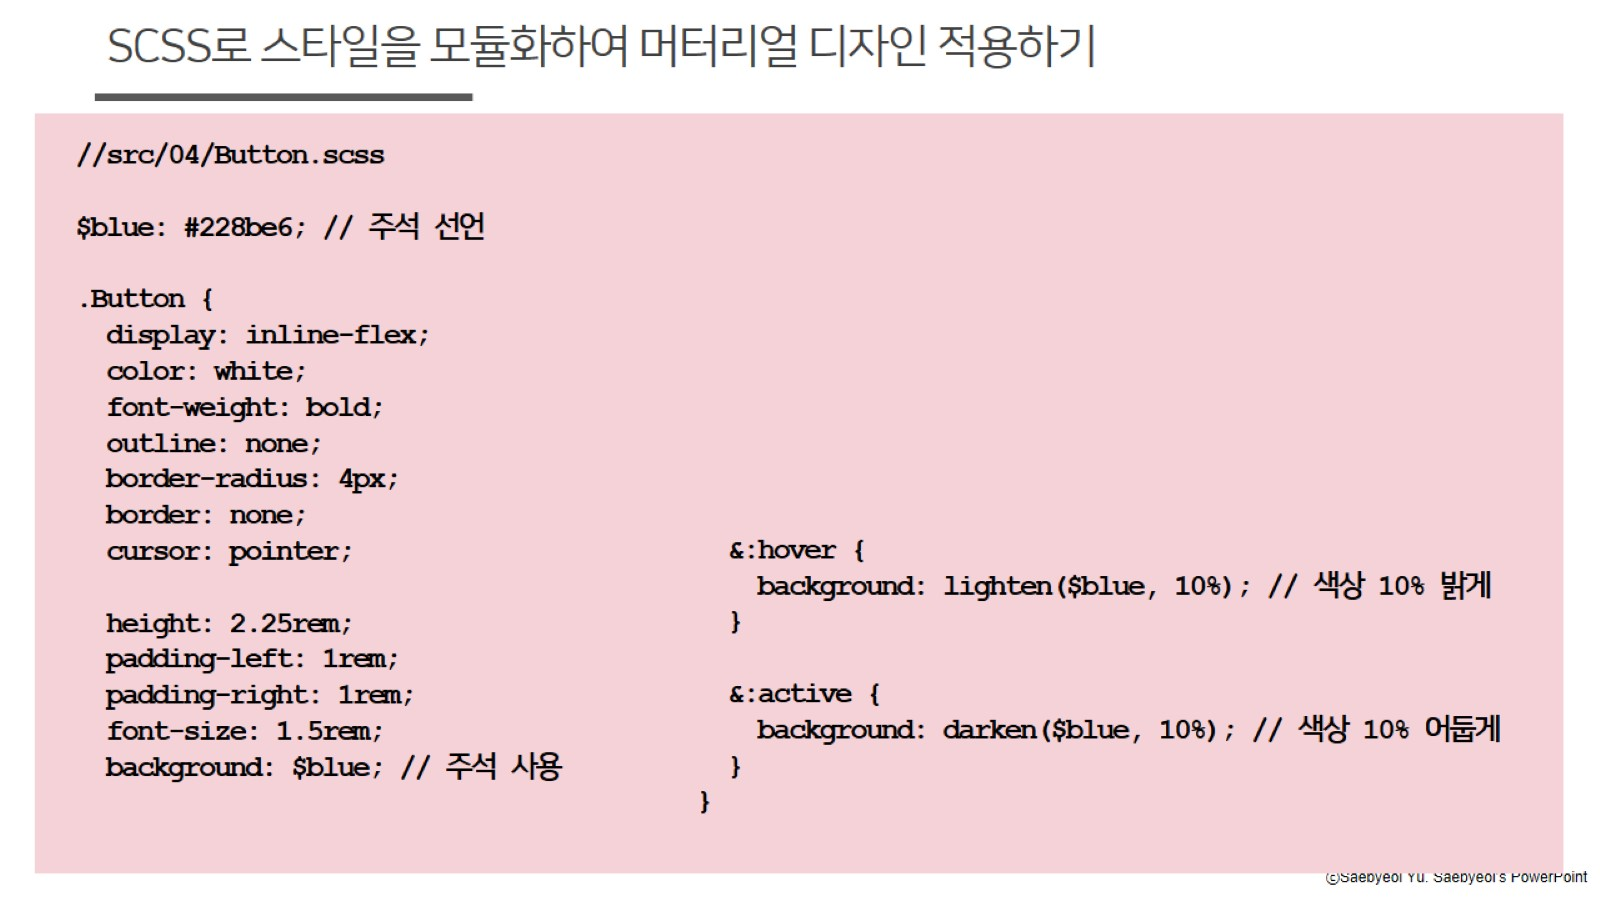 SCSS로 스타일을 모듈화하여 머터리얼 디자인 적용하기
//src/04/Button.scss
$blue: #228be6; // 주석 선언
.Button {
display: inline-flex;
color: white;
font-weight: bold;
outline: none;
border-radius: 4px;
border: none;
cursor: pointer;
height: 2.25rem;
padding-left: 1rem;
padding-right: 1rem;
font-size: 1.5rem;
background: $blue; // 주석 사용
&:hover {
background: lighten($blue, 10%); // 색상 10% 밝게
}
&:active {
background: darken($blue, 10%); // 색상 10% 어둡게
}
}
ⓒSaebyeol Yu. Saebyeol's PowerPoint